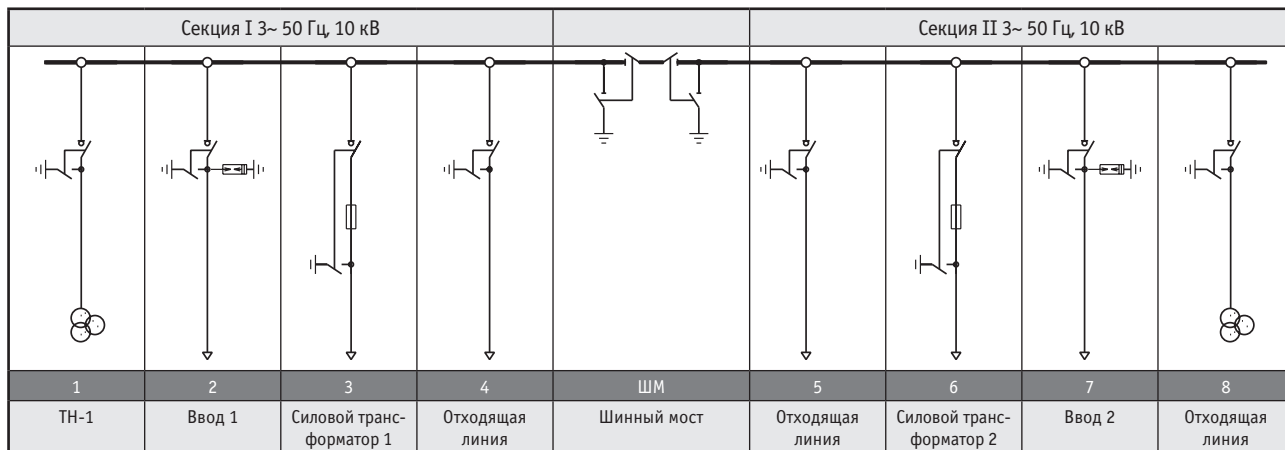 Секция I 3~ 50 Гц, 10 кВ
Секция II 3~ 50 Гц, 10 кВ
1
2
3
4
ШМ
5
6
7
8
ТН-1
Ввод 1
Силовой транс-
форматор 1
Отходящая
линия
Шинный мост
Отходящая
линия
Силовой транс-
форматор 2
Ввод 2
Отходящая
линия